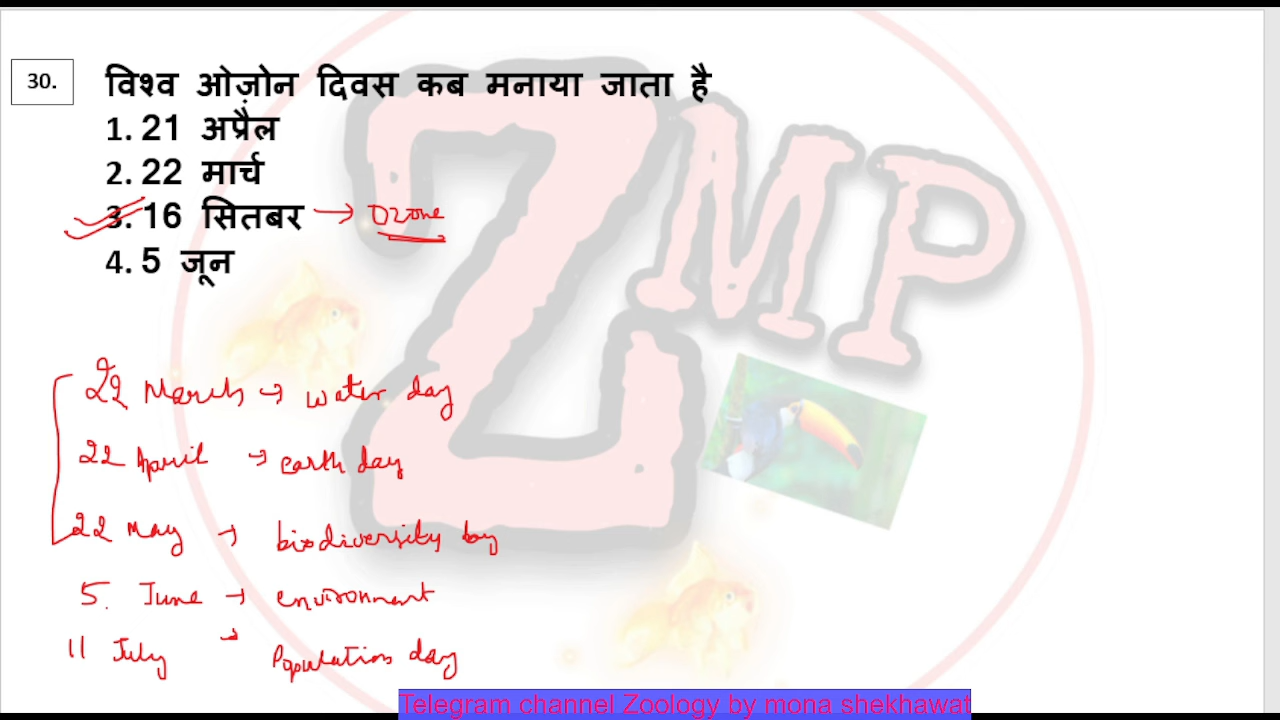 30.
विश्व ओज़ोन दिवस कब मनाया जाता है
1. 21 अप्रैल
2. 22 मार्च
3. 16 सितबर → Ozone
4. 5 जून
ZMP
22 March → water day
22 April → earth day
22 May → biodiversity day
5. June → environment
11 July → Population day
Telegram channel Zoology by mona shekhawat